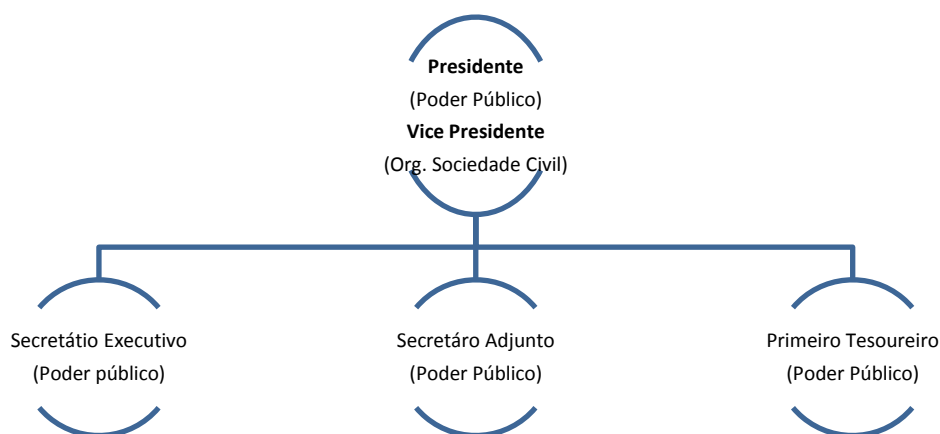 Presidente
(Poder Público)
Vice Presidente
(Org. Sociedade Civil)
Secretátio Executivo
(Poder público)
Secretáro Adjunto
(Poder Público)
Primeiro Tesoureiro
(Poder Público)